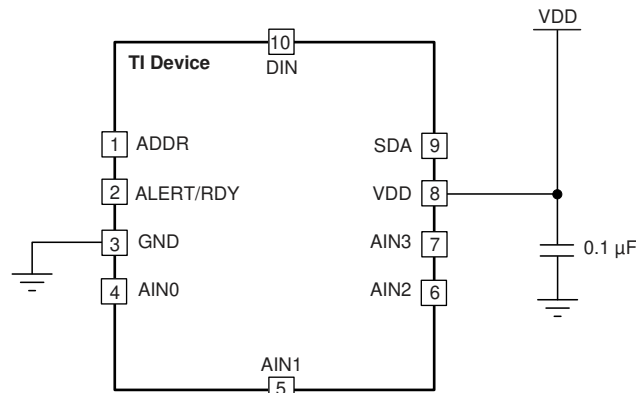 VDD
10
TI Device
DIN
1 ADDR
SDA 9
2 ALERT/RDY
VDD 8
3 GND
AIN3 7
0.1 µF
4 AIN0
AIN2 6
AIN1
5